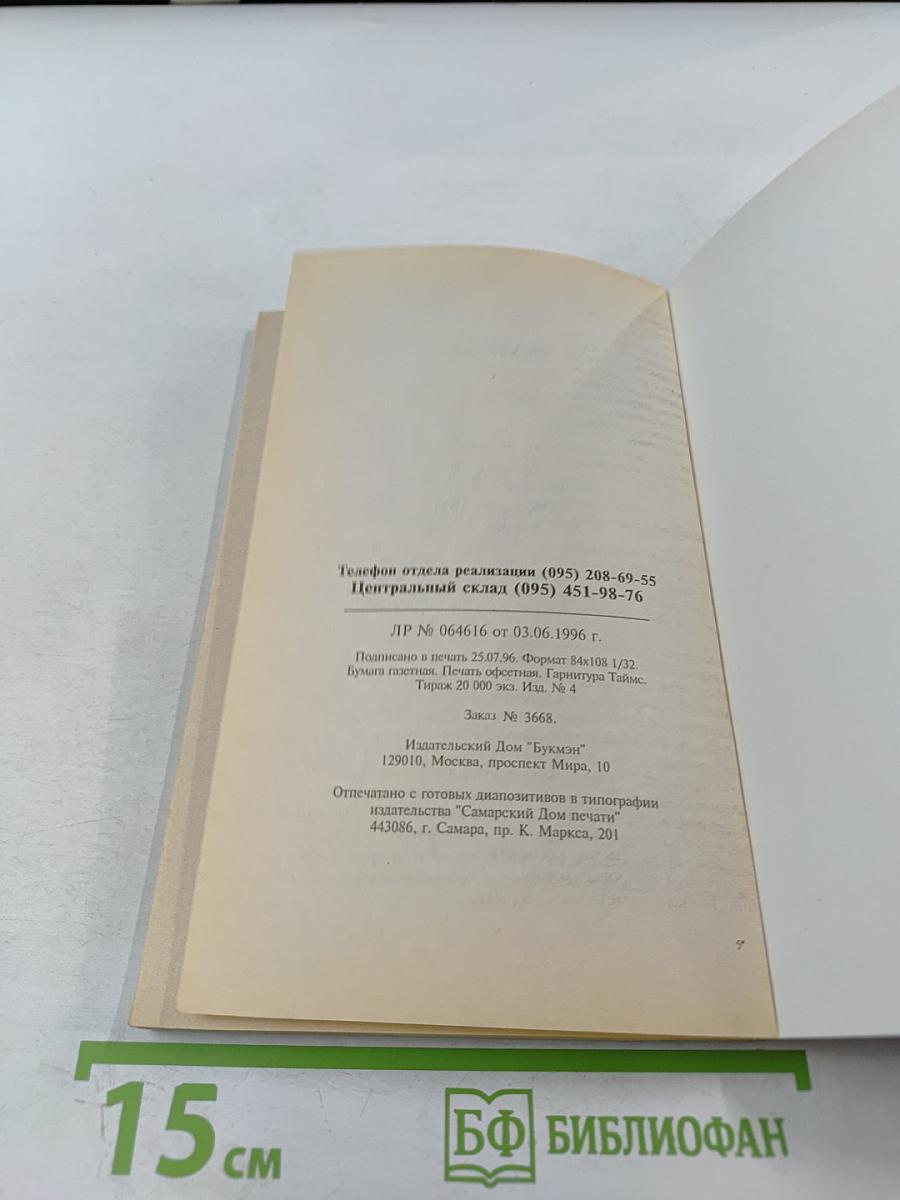 Телефон отдела реализации (095) 208-69-55
Центральный склад (095) 451-98-76
ЛР № 064616 от 03.06.1996 г.
Подписано в печать 25.07.96. Формат 84х108 1/32.
Бумага газетная. Печать офсетная. Гарнитура Таймс.
Тираж 20 000 экз. Изд. № 4
Заказ № 3668.
Издательский Дом "Букмэн"
129010, Москва, проспект Мира, 10
Отпечатано с готовых диапозитивов в типографии
издательства "Самарский Дом печати"
443086, г. Самара, пр. К. Маркса, 201
15 см
БФ БИБЛИОФАН